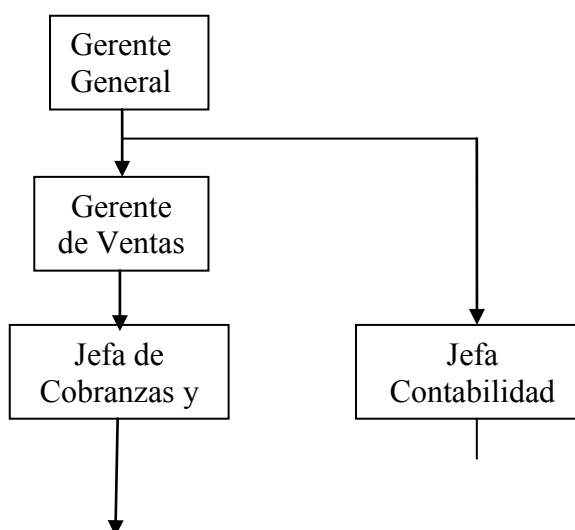 Gerente
General
Gerente
de Ventas
Jefa de
Cobranzas y
Jefa
Contabilidad